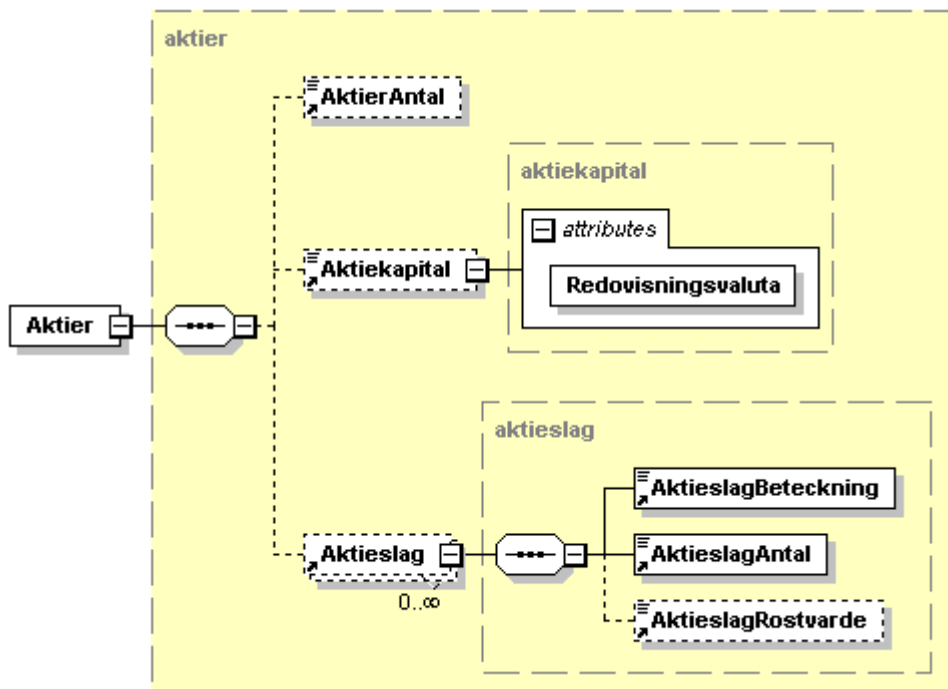 aktier
AktierAntal
aktiekapital
attributes
Aktiekapital
Redovisningsvaluta
Aktier
aktieslag
AktieslagBeteckning
Aktieslag
AktieslagAntal
0..∞
AktieslagRostvarde